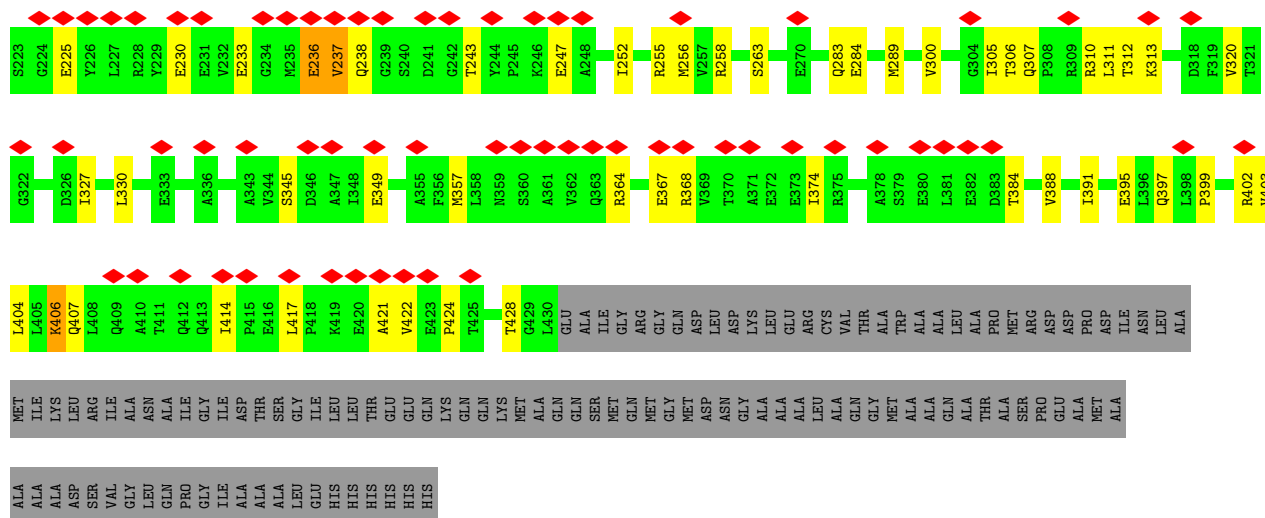 S223 G224 E225 Y226 L227 R228 Y229 E230 E231 V232 E233 G234 M235 E236 V237 Q238 G239 S240 D241 G242 T243 Y244 P245 K246 E247 A248 I252 R255 M256 V257 R258 S263 E270 Q283 E284 M289 V300 G304 I305 T306 Q307 P308 R309 R310 L311 T312 K313 D318 F319 V320 T321
G322 D326 I327 L330 E333 A336 A343 V344 S345 D346 A347 I348 E349 A355 F356 M357 L358 N359 S360 A361 V362 Q363 R364 E367 R368 V369 T370 A371 E372 E373 I374 R375 A378 S379 E380 L381 E382 D383 T384 V388 I391 E395 L396 Q397 L398 P399 R402 V403
L404 L405 K406 Q407 L408 Q409 A410 T411 Q412 Q413 I414 P415 E416 L417 P418 K419 E420 A421 V422 E423 P424 T425 T428 G429 L430 GLU ALA ILE GLY ARG GLY GLN ASP LEU ASP LYS LEU GLU ARG CYS VAL THR ALA TRP ALA ALA LEU ALA PRO MET ARG ASP ASP PRO ASP ILE ASN LEU ALA
MET ILE LYS LEU ARG ILE ALA ASN ALA ILE GLY ILE ASP THR SER GLY ILE LEU LEU THR GLU GLU GLN LYS GLN GLN LYS MET ALA GLN GLN SER MET GLN MET GLY MET ASP ASN GLY ALA ALA ALA LEU ALA GLN GLY MET ALA ALA GLN ALA THR ALA SER PRO GLU ALA MET ALA
ALA ALA ALA ASP SER VAL GLY LEU GLN PRO GLY ILE ALA ALA ALA LEU GLU HIS HIS HIS HIS HIS HIS